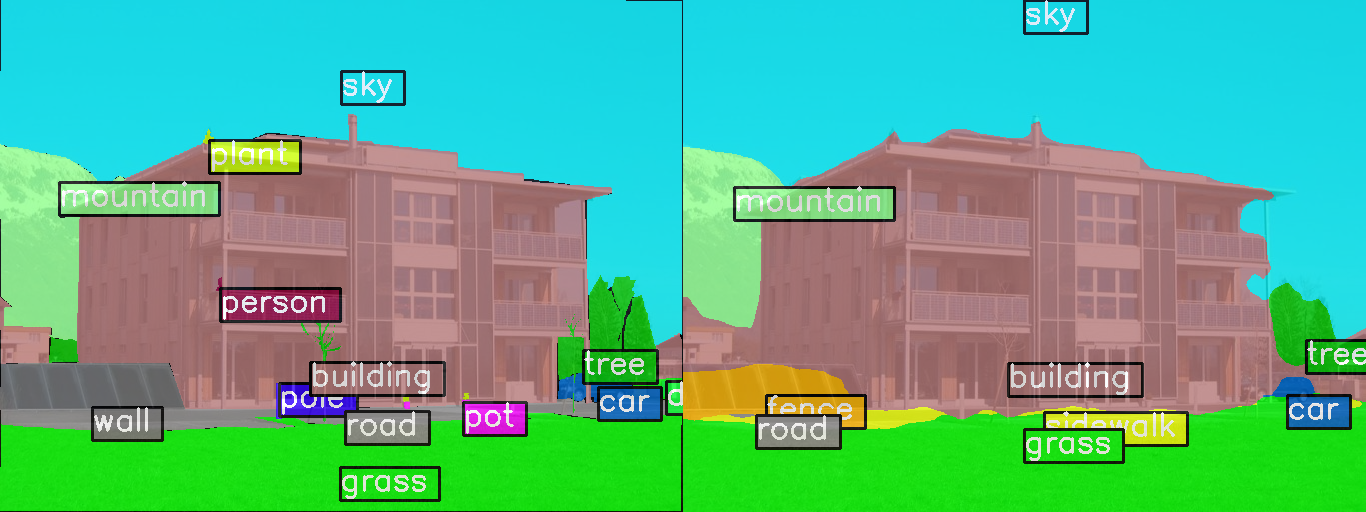 sky
plant
mountain
person
building
tree
pole
car
d
wall
road
pot
grass
sky
mountain
tree
building
fence
car
road
sidewalk
grass